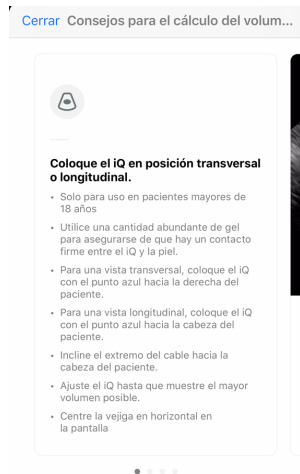 Cerrar Consejos para el cálculo del volum...
Coloque el iQ en posición transversal
o longitudinal.
• Solo para uso en pacientes mayores de
18 años
• Utilice una cantidad abundante de gel
para asegurarse de que hay un contacto
firme entre el iQ y la piel.
• Para una vista transversal, coloque el iQ
con el punto azul hacia la derecha del
paciente.
• Para una vista longitudinal, coloque el iQ
con el punto azul hacia la cabeza del
paciente.
• Incline el extremo del cable hacia la
cabeza del paciente.
• Ajuste el iQ hasta que muestre el mayor
volumen posible.
• Centre la vejiga en horizontal en
la pantalla